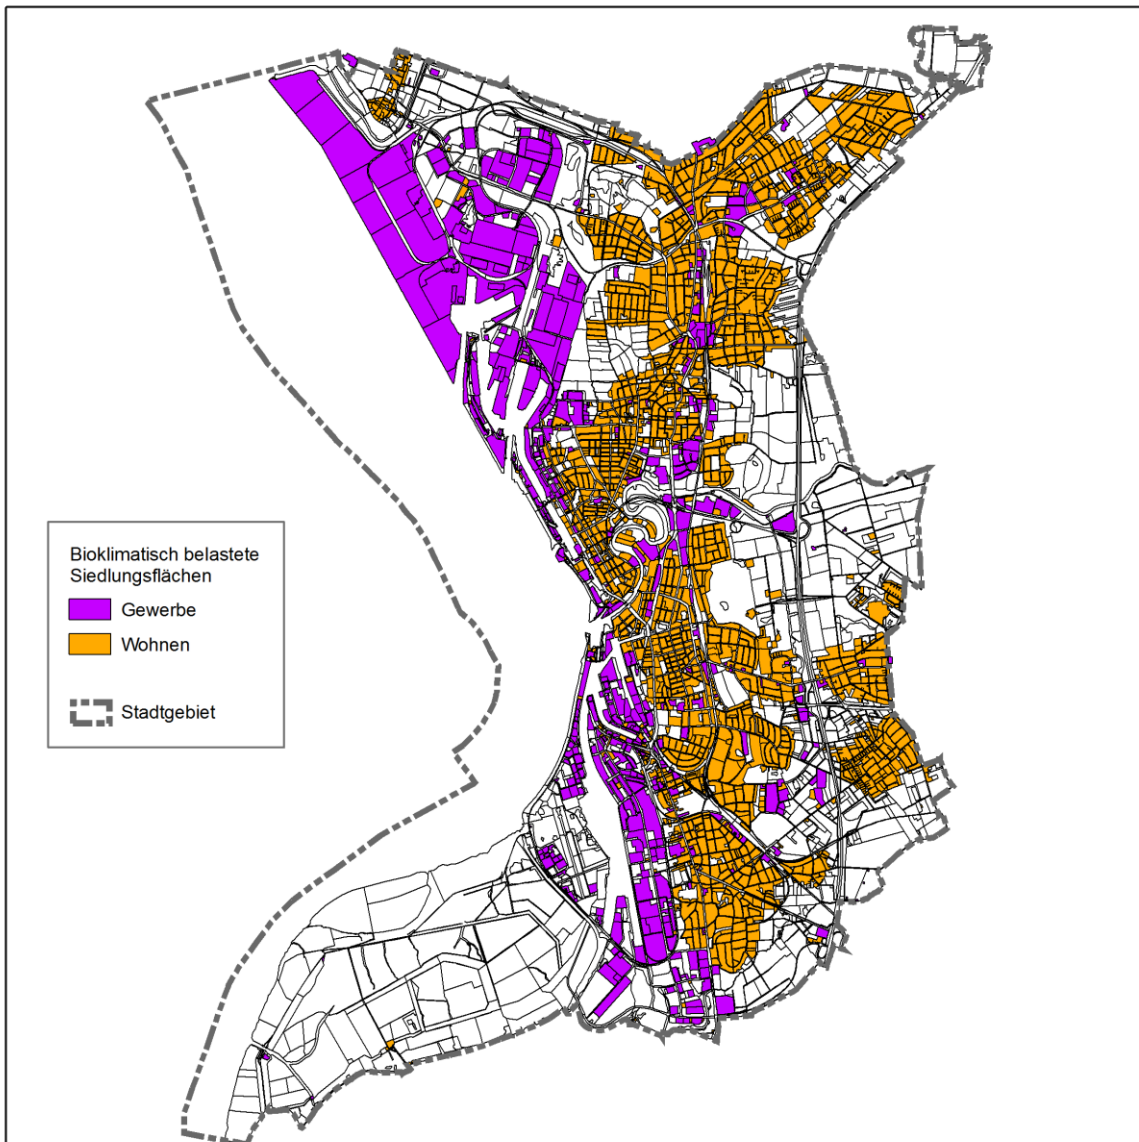 Bioklimatisch belastete
Siedlungsflächen
Gewerbe
Wohnen
Stadtgebiet